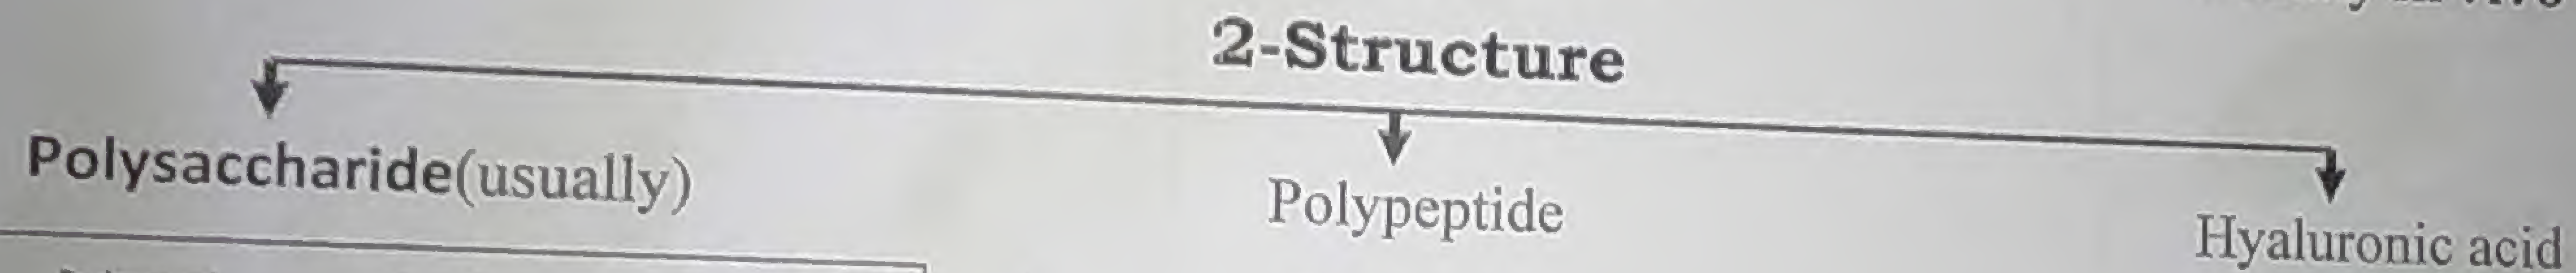 2-Structure
Polysaccharide(usually)
Polypeptide
Hyaluronic acid